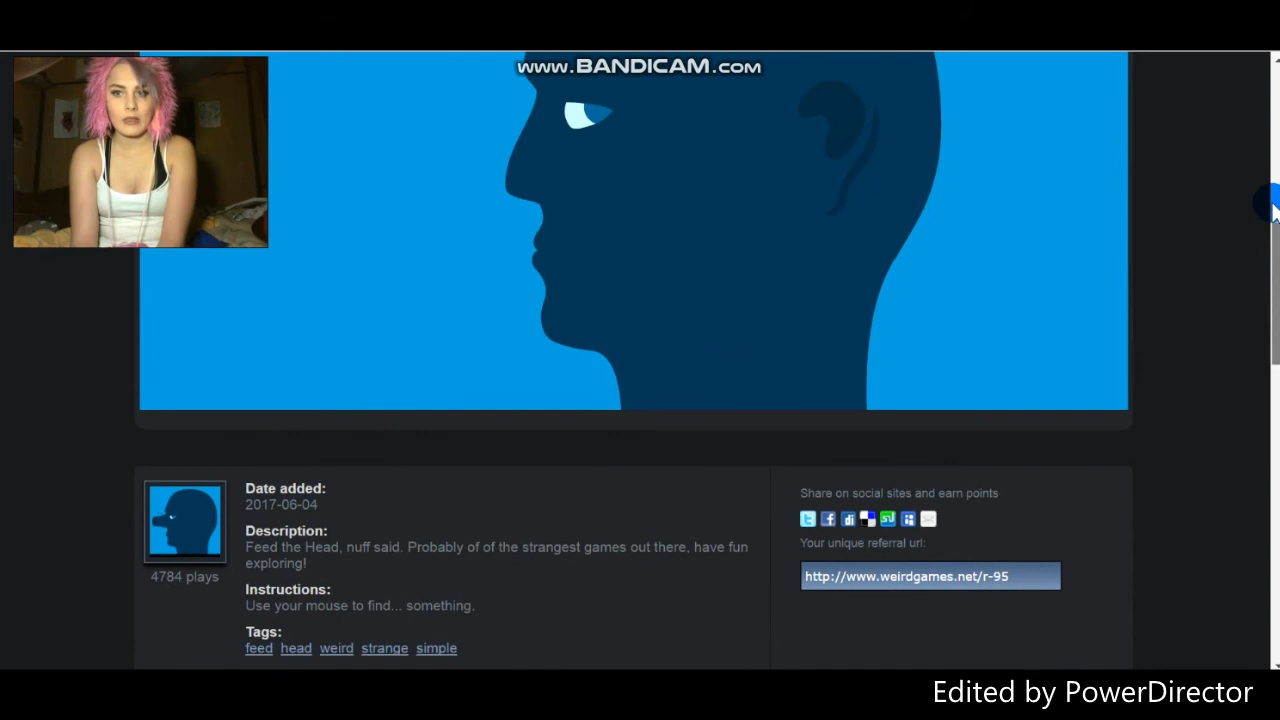 www.BANDICAM.com
Date added:
2017-06-04
Description:
Feed the Head, nuff said. Probably of of the strangest games out there, have fun
exploring!
Instructions:
Use your mouse to find... something.
Tags:
feed head weird strange simple
4784 plays
Share on social sites and earn points
Your unique referral url:
http://www.weirdgames.net/r-95
Edited by PowerDirector